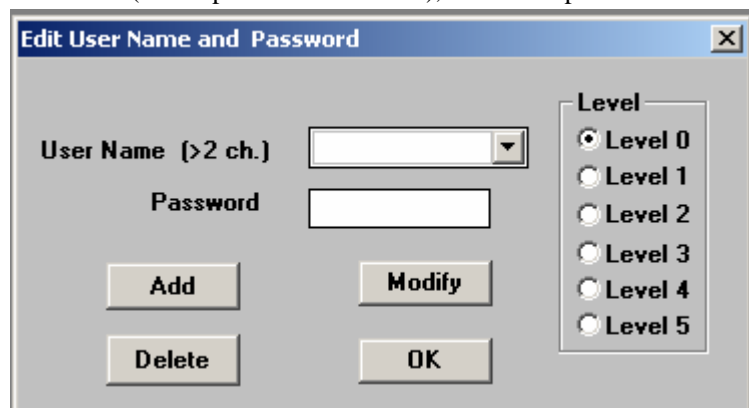 Edit User Name and Password
User Name (>2 ch.)
Password
Add
Modify
Delete
OK
Level
Level 0
Level 1
Level 2
Level 3
Level 4
Level 5